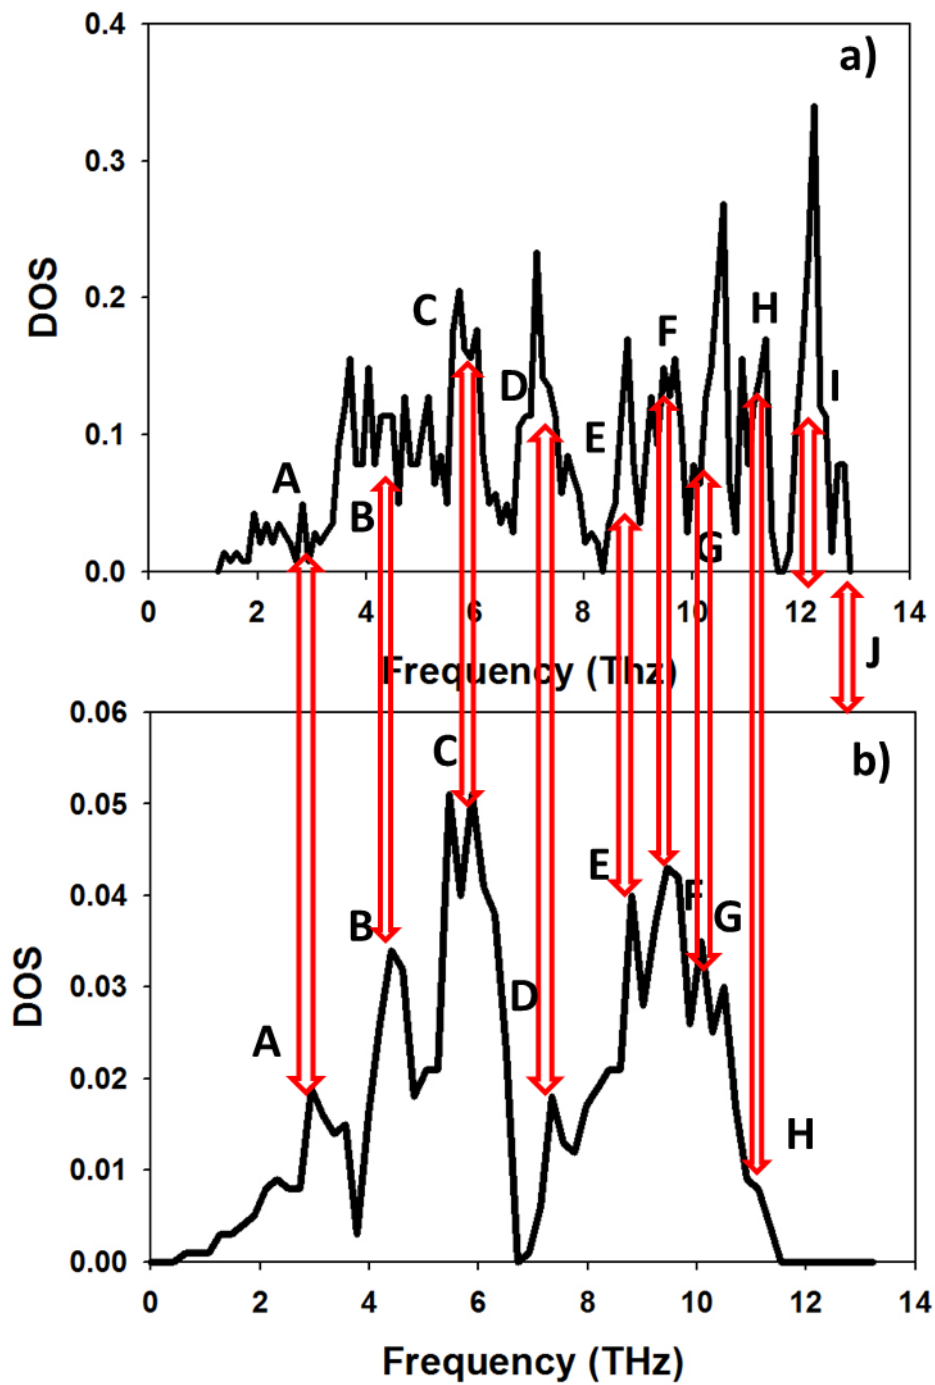 0.4
a)
0.3
DOS
0.2
C
H
F
D
I
0.1
E
A
B
G
0.0
0 2 4 6 8 10 12 14
Frequency (Thz)
J
0.06
C
b)
0.05
E
F
0.04
G
B
DOS
0.03
D
A
0.02
H
0.01
0.00
0 2 4 6 8 10 12 14
Frequency (THz)